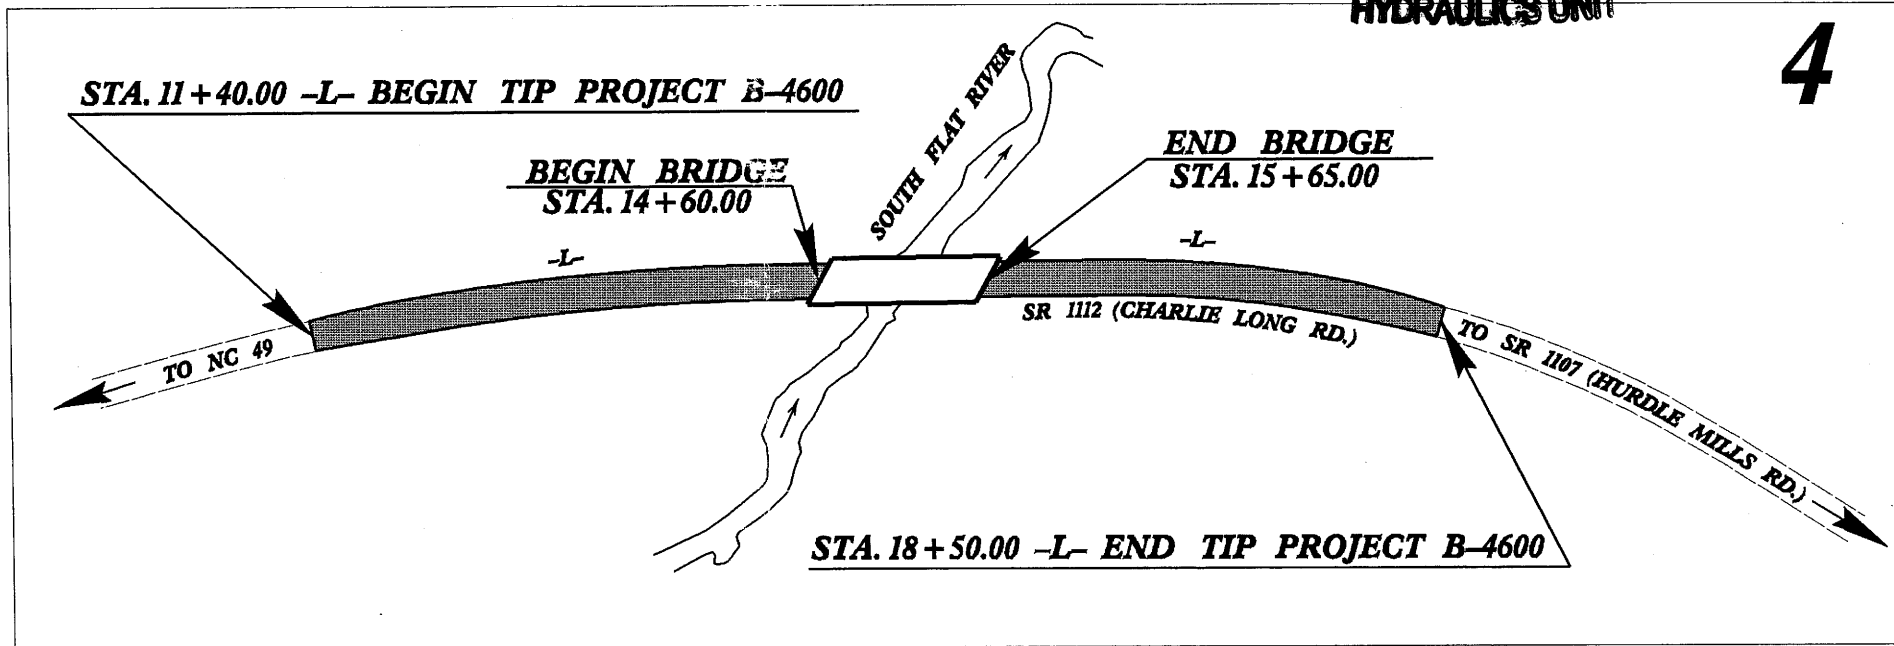 HYDRAULICS UNIT
4
STA. 11+40.00 -L- BEGIN TIP PROJECT B-4600
BEGIN BRIDGE
STA. 14+60.00
SOUTH FLAT RIVER
END BRIDGE
STA. 15+65.00
-L-
-L-
SR 1112 (CHARLIE LONG RD.)
TO NC 49
TO SR 1107 (HURDLE MILLS RD.)
STA. 18+50.00 -L- END TIP PROJECT B-4600